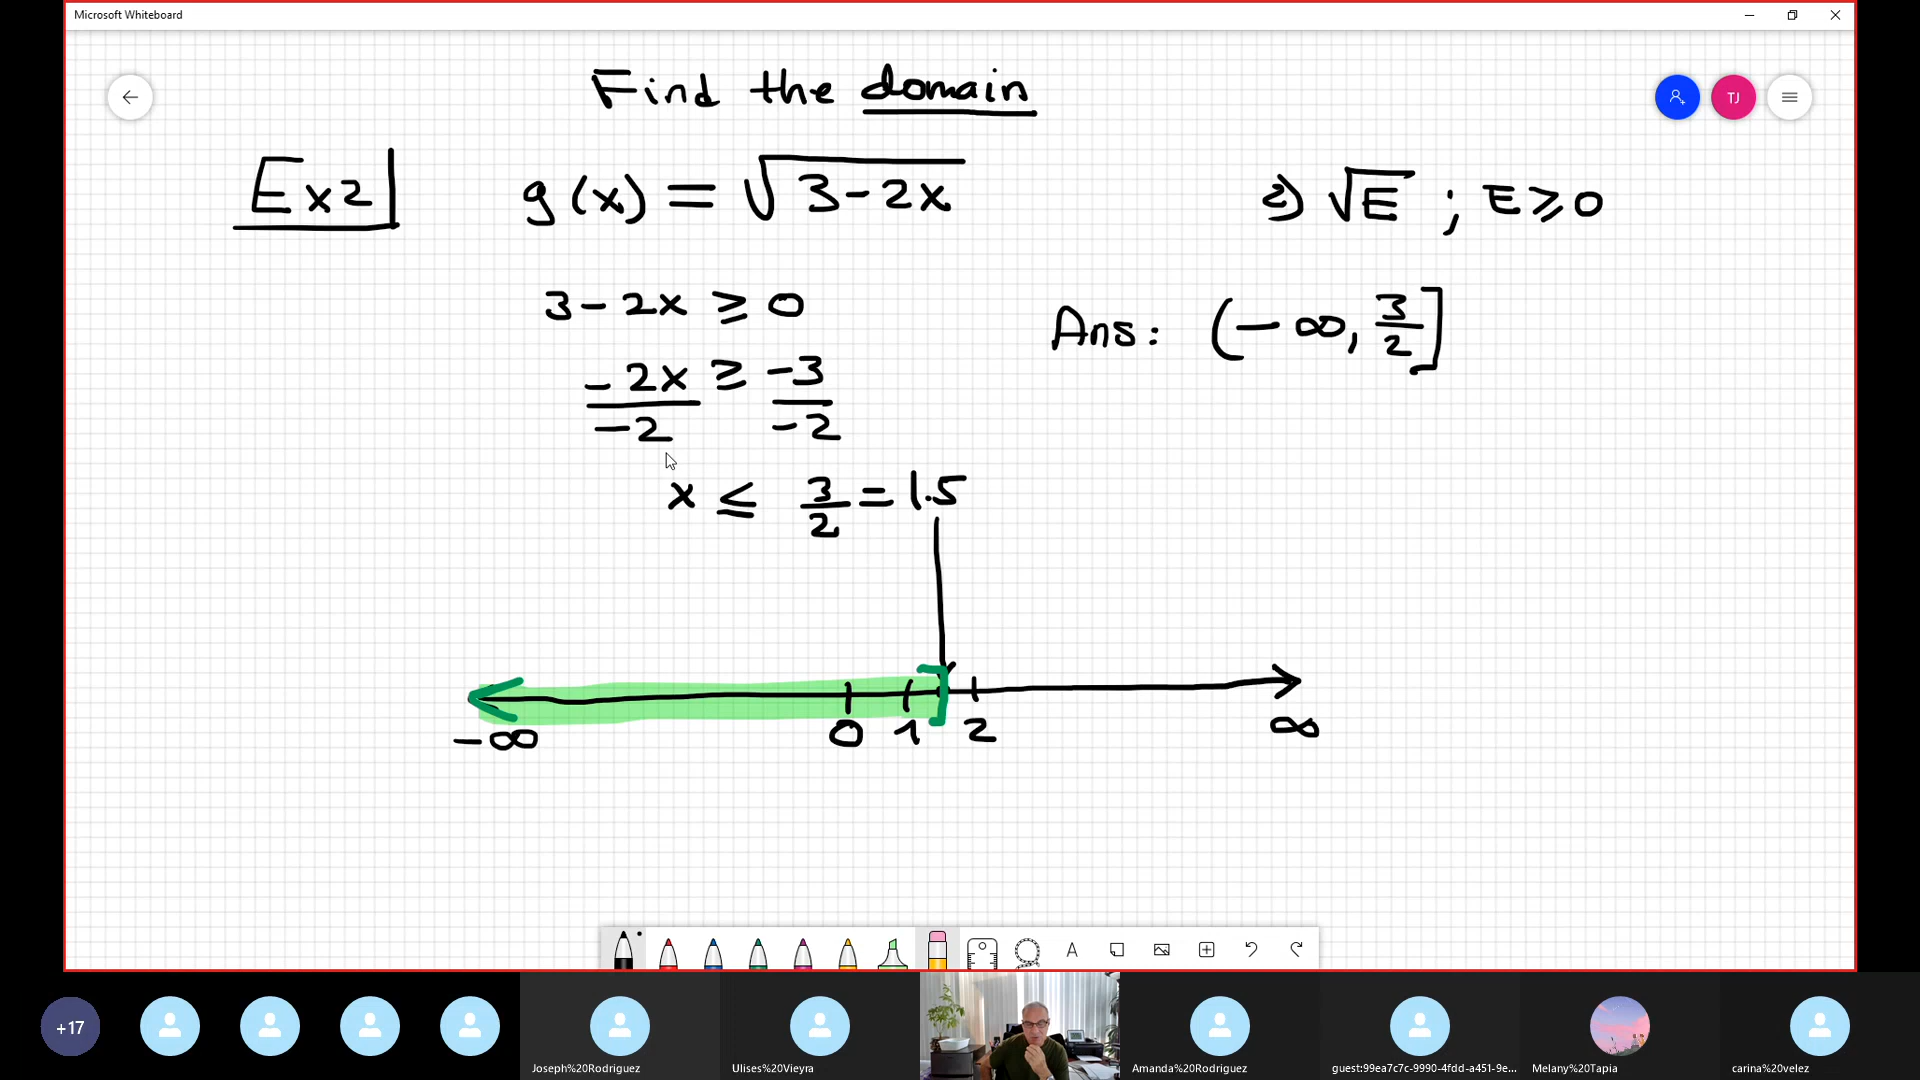 Microsoft Whiteboard
Find the domain
TJ
Ex2 g(x) = √3-2x 2) √E ; E ≥ 0
3 - 2x ≥ 0
Ans: (-∞, 3/2]
-2x ≥ -3
-2 -2
x ≤ 3/2 = 1.5
-∞ 0 1 2 ∞
A
+17
Joseph%20Rodriguez
Ulises%20Vieyra
Amanda%20Rodriguez
guest:99ea7c7c-9990-4fdd-a451-9e...
Melany%20Tapia
carina%20velez